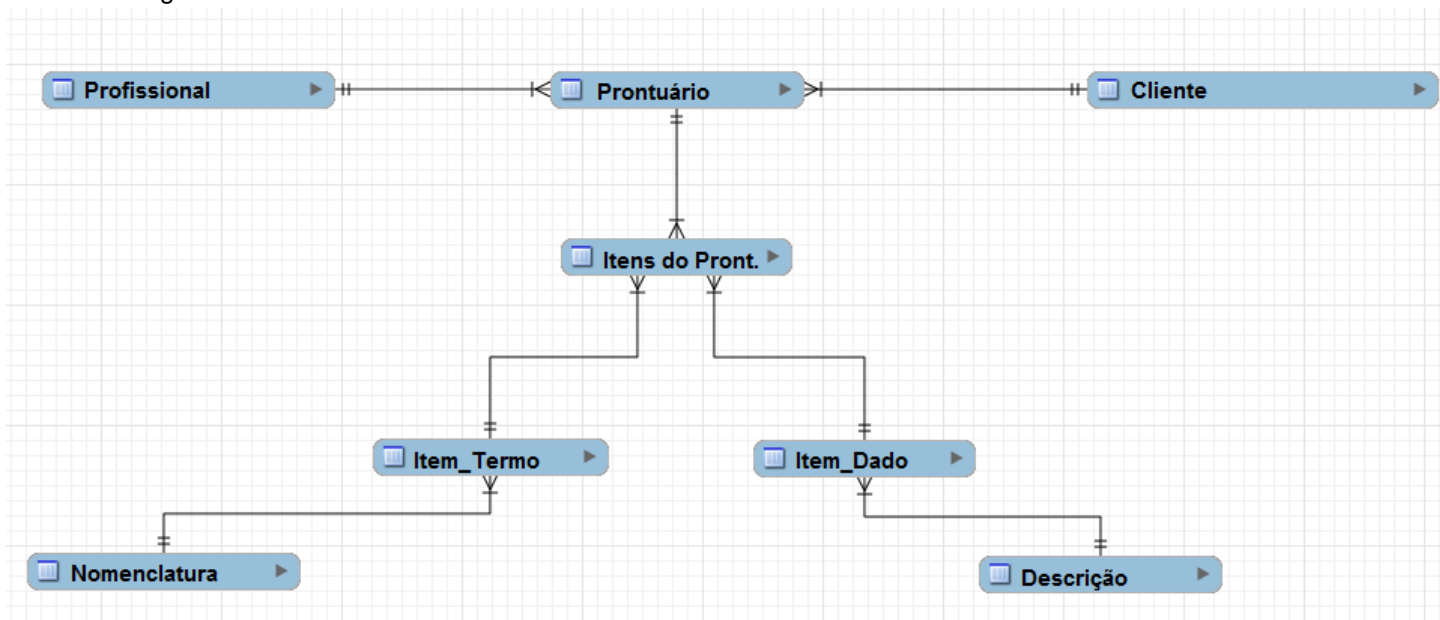 Profissional
Prontuário
Cliente
Itens do Pront.
Item_Termo
Item_Dado
Nomenclatura
Descrição